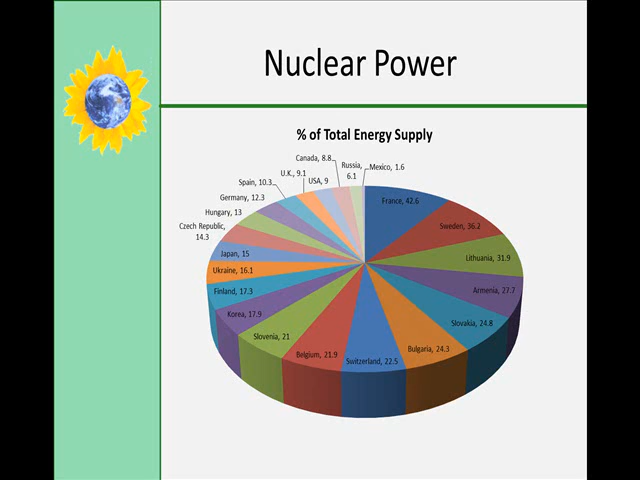 Nuclear Power
% of Total Energy Supply
France, 42.6
Sweden, 36.2
Lithuania, 31.9
Armenia, 27.7
Slovakia, 24.8
Bulgaria, 24.3
Switzerland, 22.5
Belgium, 21.9
Slovenia, 21
Korea, 17.9
Finland, 17.3
Ukraine, 16.1
Japan, 15
Czech Republic,
14.3
Hungary, 13
Germany, 12.3
Spain, 10.3
U.K., 9.1
USA, 9
Canada, 8.8
Russia,
6.1
Mexico, 1.6